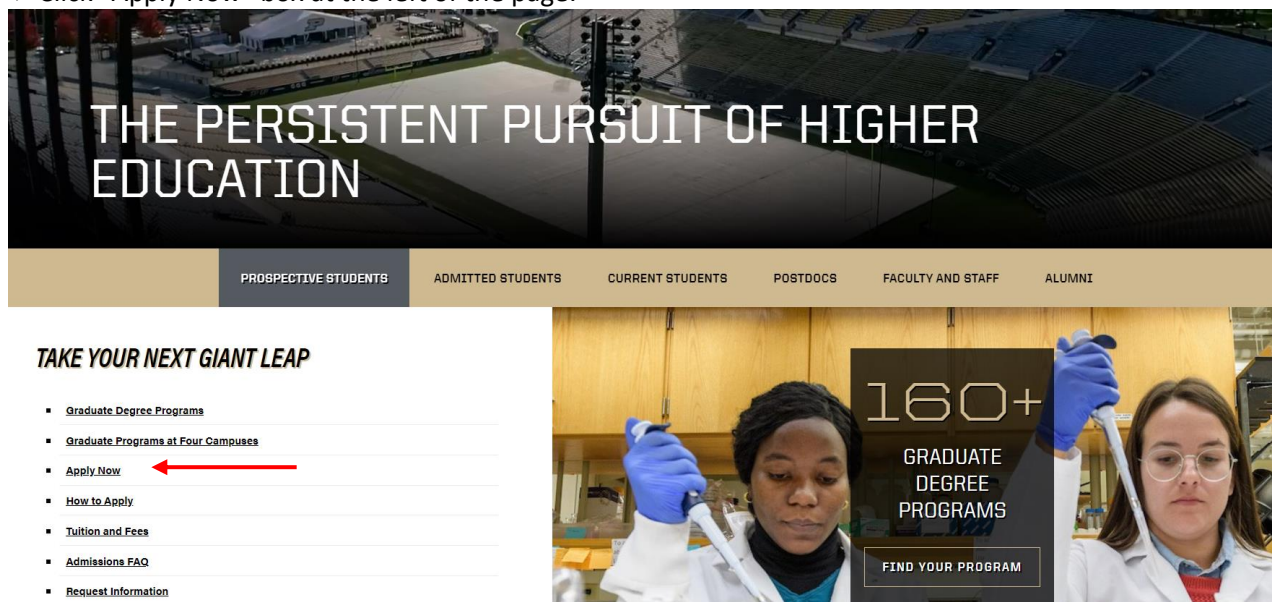 Click "Apply Now" box at the left of the page.
THE PERSISTENT PURSUIT OF HIGHER
EDUCATION
PROSPECTIVE STUDENTS ADMITTED STUDENTS CURRENT STUDENTS POSTDOCS FACULTY AND STAFF ALUMNI
TAKE YOUR NEXT GIANT LEAP
Graduate Degree Programs
Graduate Programs at Four Campuses
Apply Now
How to Apply
Tuition and Fees
Admissions FAQ
Request Information
160+
GRADUATE
DEGREE
PROGRAMS
FIND YOUR PROGRAM